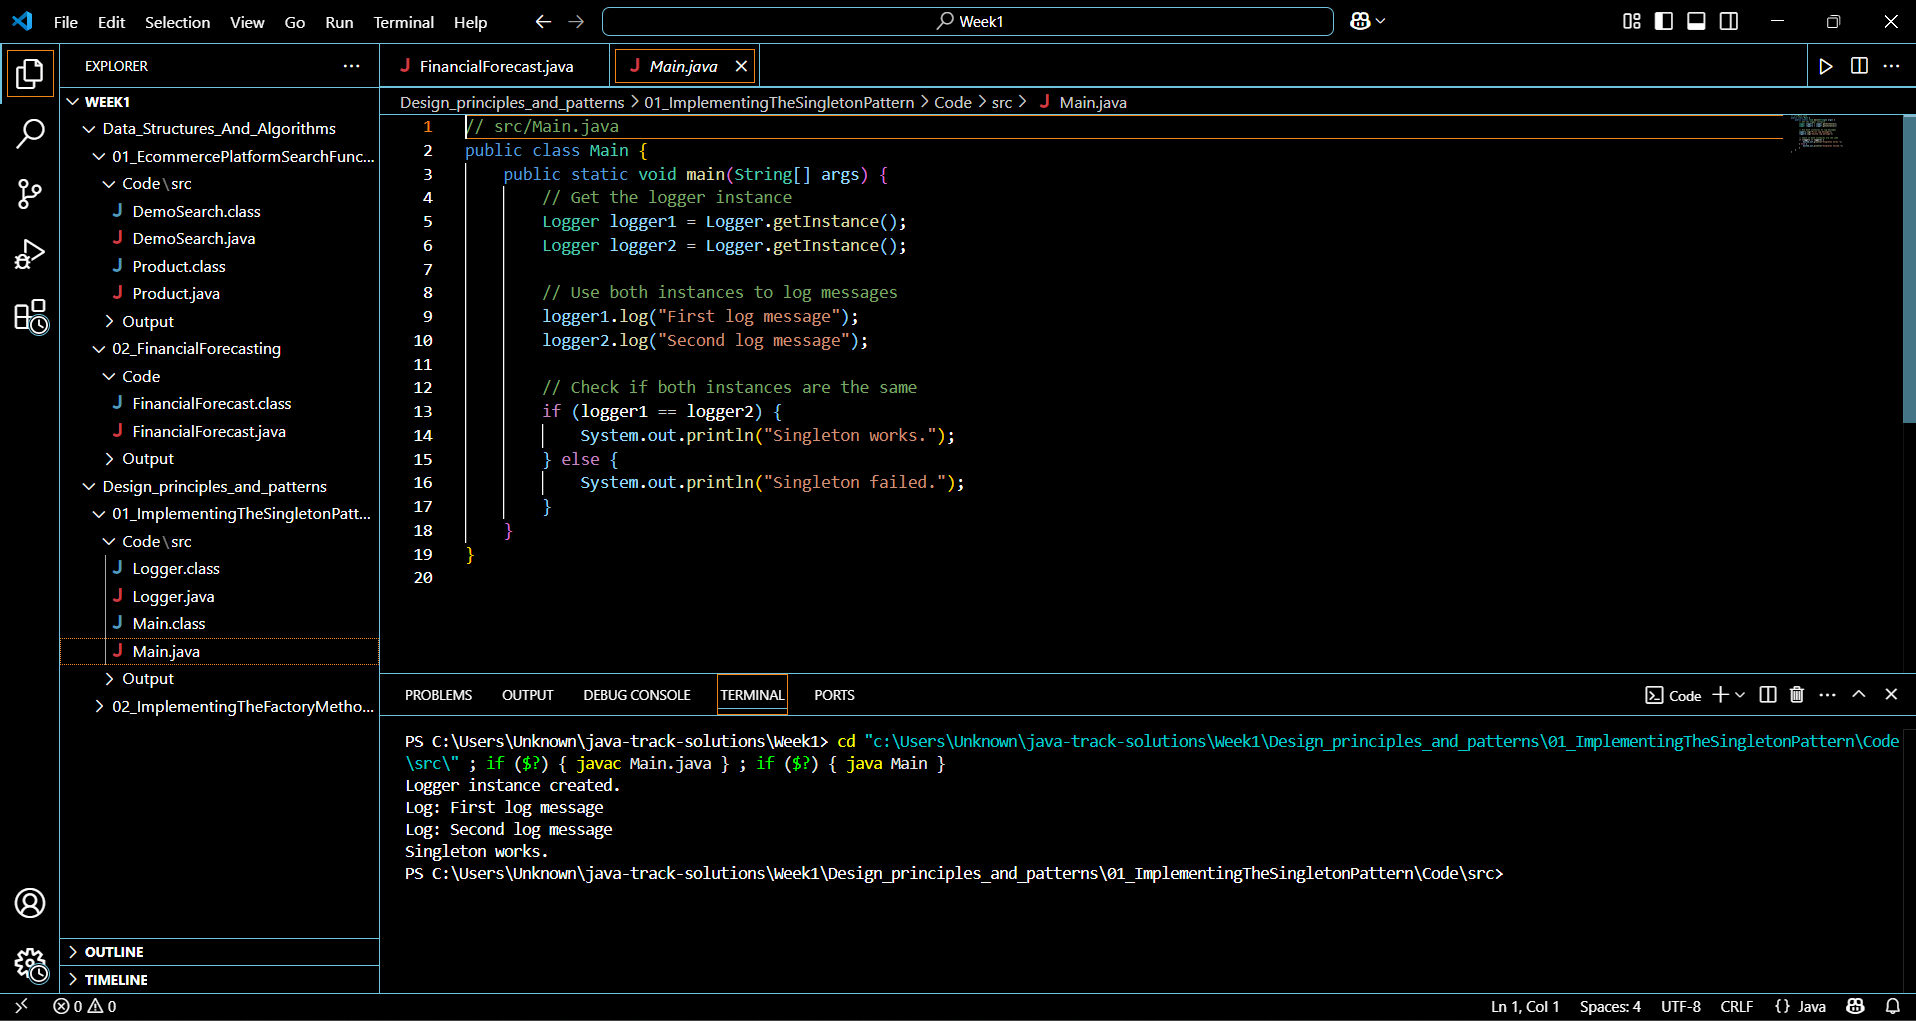 File Edit Selection View Go Run Terminal Help
Week1
EXPLORER
WEEK1
Data_Structures_And_Algorithms
01_EcommercePlatformSearchFunc...
Code\src
DemoSearch.class
DemoSearch.java
Product.class
Product.java
Output
02_FinancialForecasting
Code
FinancialForecast.class
FinancialForecast.java
Output
Design_principles_and_patterns
01_ImplementingTheSingletonPatt...
Code\src
Logger.class
Logger.java
Main.class
Main.java
Output
02_ImplementingTheFactoryMetho...
OUTLINE
TIMELINE
FinancialForecast.java Main.java
Design_principles_and_patterns > 01_ImplementingTheSingletonPattern > Code > src > Main.java
1 // src/Main.java
2 public class Main {
3 public static void main(String[] args) {
4 // Get the logger instance
5 Logger logger1 = Logger.getInstance();
6 Logger logger2 = Logger.getInstance();
7
8 // Use both instances to log messages
9 logger1.log("First log message");
10 logger2.log("Second log message");
11
12 // Check if both instances are the same
13 if (logger1 == logger2) {
14 System.out.println("Singleton works.");
15 } else {
16 System.out.println("Singleton failed.");
17 }
18 }
19 }
20
PROBLEMS OUTPUT DEBUG CONSOLE TERMINAL PORTS
Code
PS C:\Users\Unknown\java-track-solutions\Week1> cd "c:\Users\Unknown\java-track-solutions\Week1\Design_principles_and_patterns\01_ImplementingTheSingletonPattern\Code
\src\" ; if ($?) { javac Main.java } ; if ($?) { java Main }
Logger instance created.
Log: First log message
Log: Second log message
Singleton works.
PS C:\Users\Unknown\java-track-solutions\Week1\Design_principles_and_patterns\01_ImplementingTheSingletonPattern\Code\src>
0 0
Ln 1, Col 1 Spaces: 4 UTF-8 CRLF {} Java